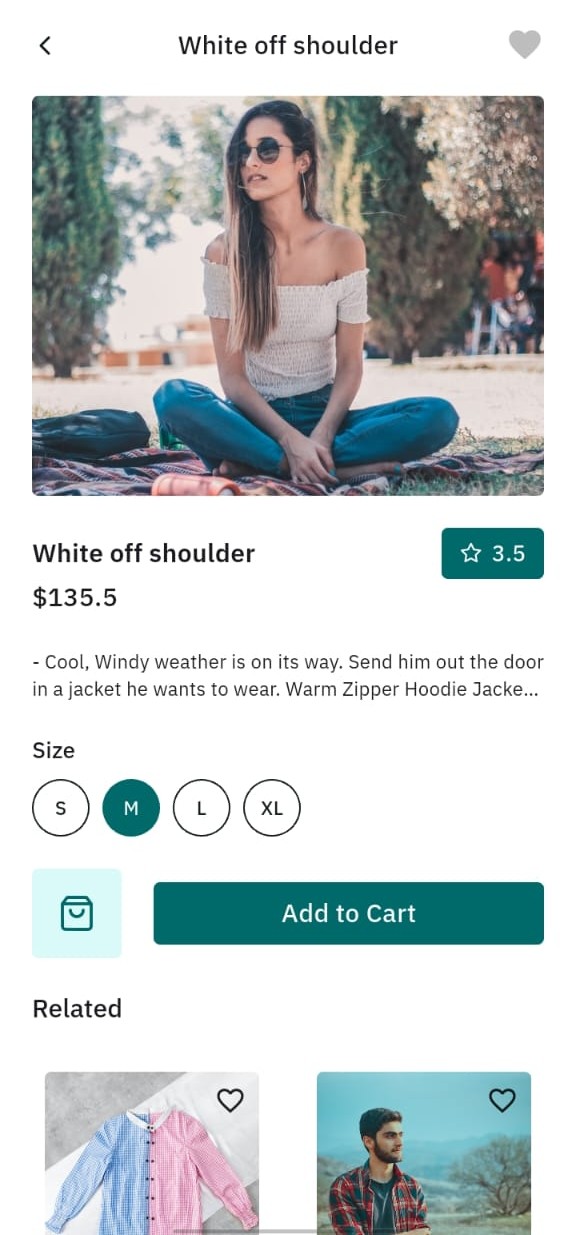 White off shoulder
White off shoulder
3.5
$135.5
- Cool, Windy weather is on its way. Send him out the door
in a jacket he wants to wear. Warm Zipper Hoodie Jacke...
Size
S M L XL
Add to Cart
Related